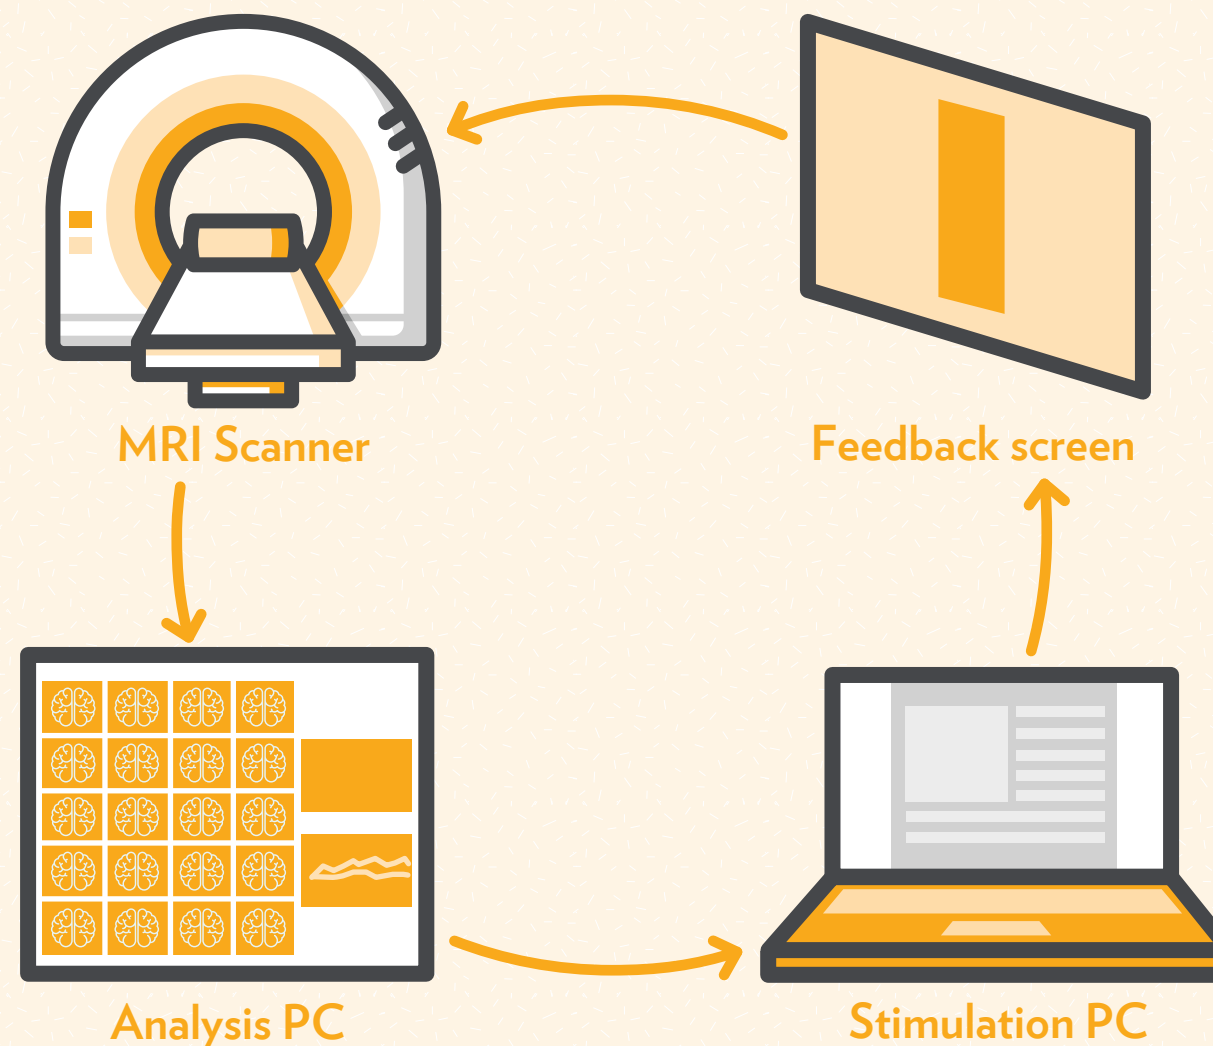 MRI Scanner
Feedback screen
Analysis PC
Stimulation PC